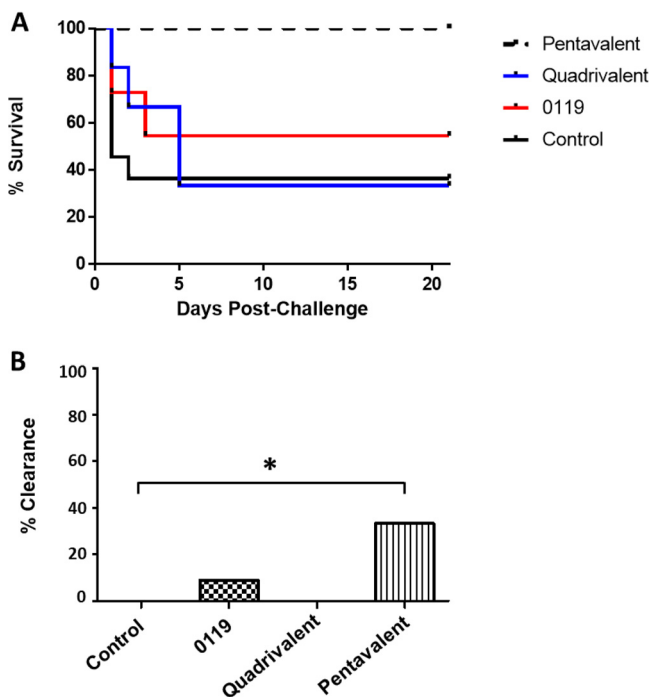 A
100
80
60
40
20
0
% Survival
0 5 10 15 20
Days Post-Challenge
Pentavalent
Quadrivalent
0119
Control
B
100
80
60
40
20
0
% Clearance
*
Control
0119
Quadrivalent
Pentavalent